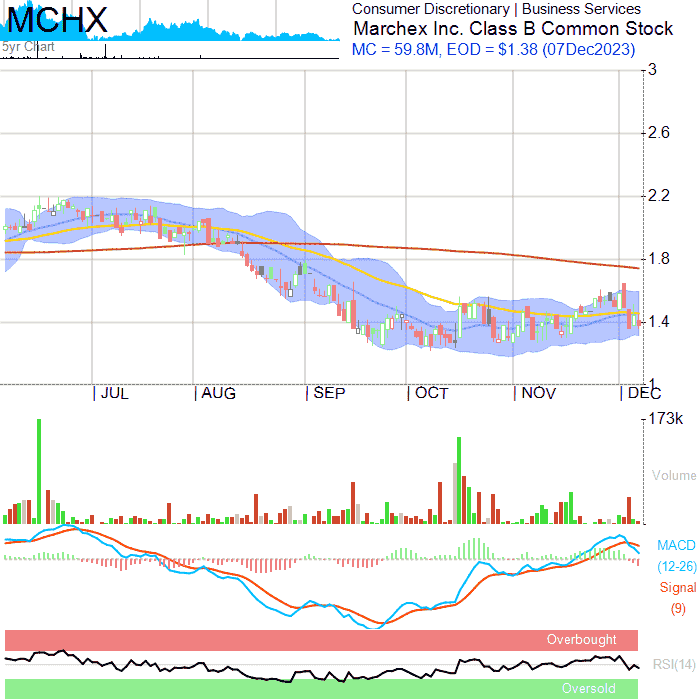 MCHX
Consumer Discretionary | Business Services
Marchex Inc. Class B Common Stock
5yr Chart
MC = 59.8M, EOD = $1.38 (07Dec2023)
3
2.6
2.2
1.8
1.4
1
JUL AUG SEP OCT NOV DEC
173k
Volume
MACD
(12-26)
Signal
(9)
Overbought
RSI(14)
Oversold